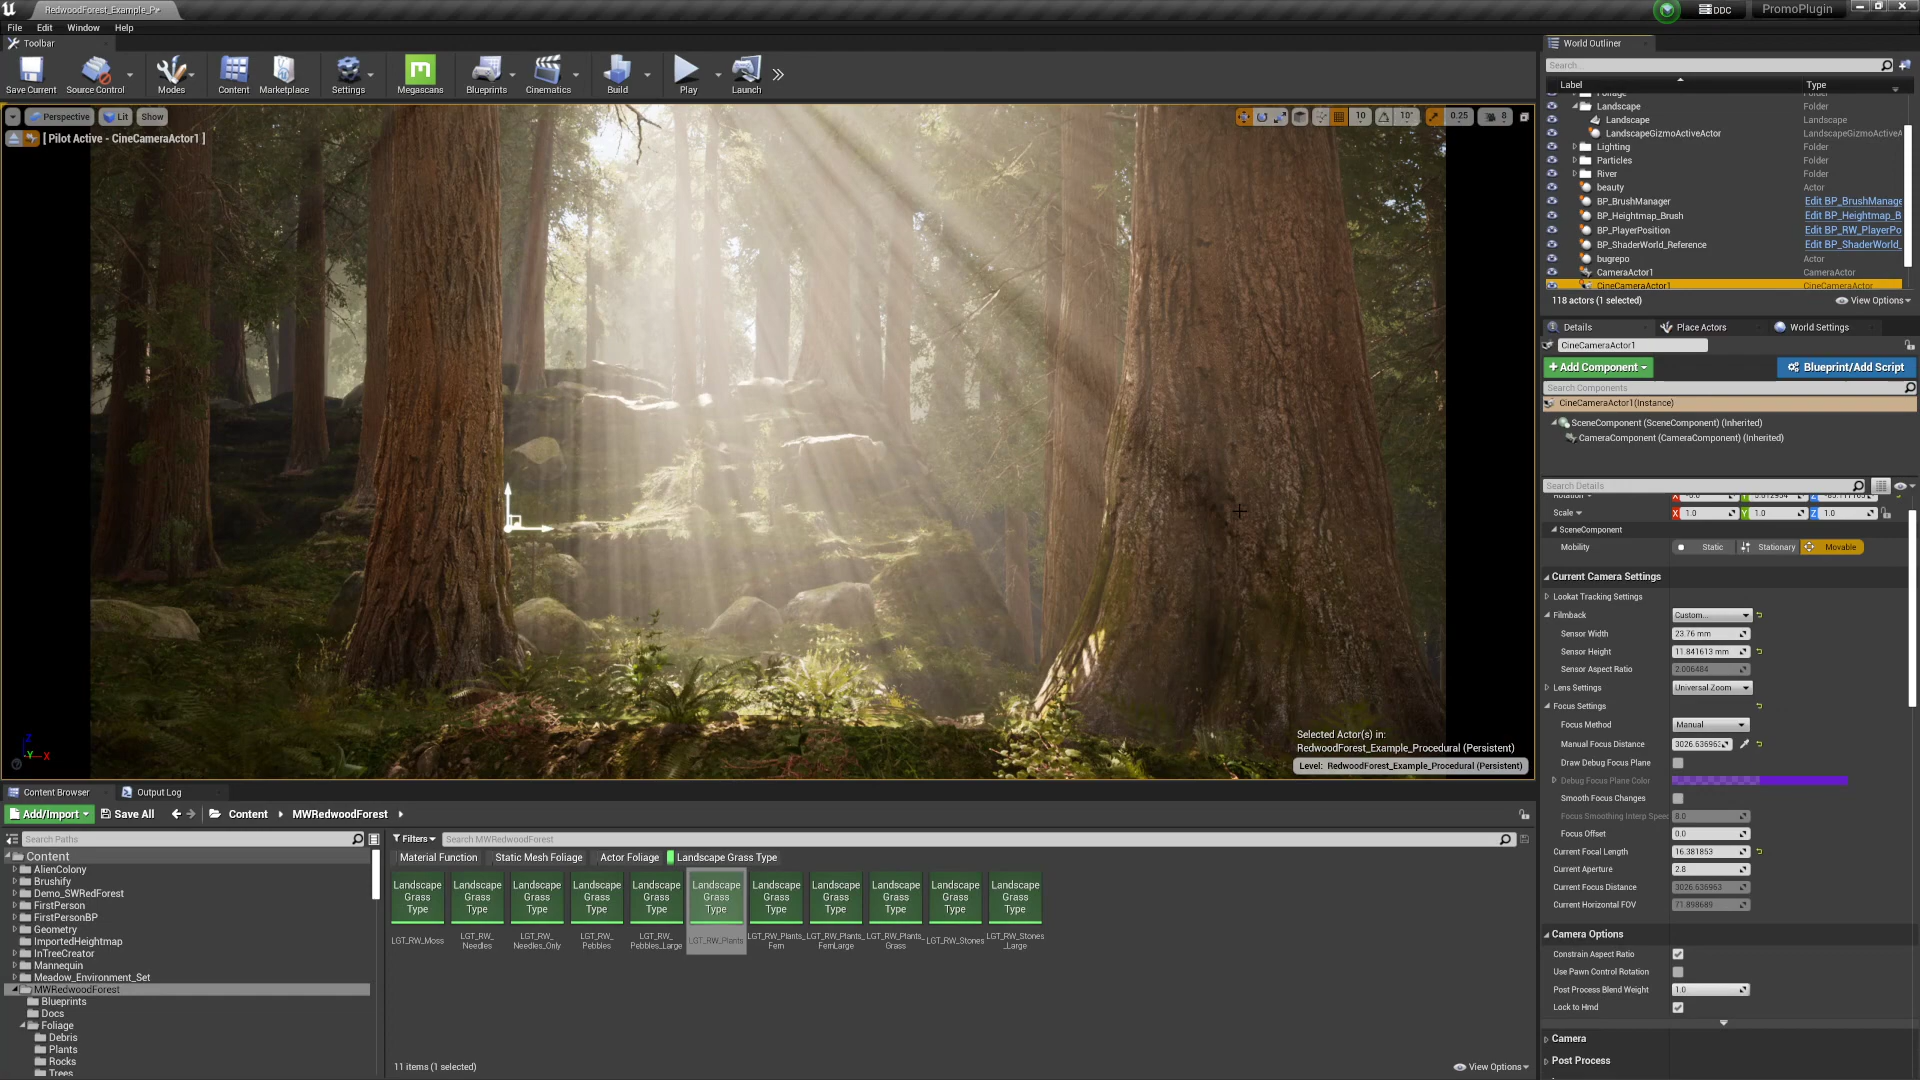 RedwoodForest_Example_P•
DDC
PromoPlugin
File Edit Window Help
Toolbar
World Outliner
Save Current
Source Control
Modes
Content
Marketplace
Settings
Megascans
Blueprints
Cinematics
Build
Play
Launch
Search...
Label Type
Perspective Lit Show
10 10° 0.25 8
[ Pilot Active - CineCameraActor1 ]
Landscape Folder
Landscape Landscape
LandscapeGizmoActiveActor LandscapeGizmoActiveA
Lighting Folder
Particles Folder
River Folder
beauty Actor
BP_BrushManager Edit BP_BrushManage
BP_Heightmap_Brush Edit BP_Heightmap_B
BP_PlayerPosition Edit BP_RW_PlayerPo
BP_ShaderWorld_Reference Edit BP_ShaderWorld_
bugrepo Actor
CameraActor1 CameraActor
CineCameraActor1 CineCameraActor
118 actors (1 selected) View Options
Details Place Actors World Settings
CineCameraActor1
+ Add Component Blueprint/Add Script
Search Components
CineCameraActor1(Instance)
SceneComponent (SceneComponent) (Inherited)
CameraComponent (CameraComponent) (Inherited)
Search Details
Scale X 1.0 Y 1.0 Z 1.0
SceneComponent
Mobility Static Stationary Movable
Current Camera Settings
Lookat Tracking Settings
Filmback Custom...
Sensor Width 23.76 mm
Sensor Height 11.841613 mm
Sensor Aspect Ratio 2.006484
Lens Settings Universal Zoom
Focus Settings
Focus Method Manual
Manual Focus Distance 3026.636963
Draw Debug Focus Plane
Debug Focus Plane Color
Smooth Focus Changes
Focus Smoothing Interp Speed 8.0
Focus Offset 0.0
Current Focal Length 16.381853
Current Aperture 2.8
Current Focus Distance 3026.636963
Current Horizontal FOV 71.898689
Camera Options
Constrain Aspect Ratio
Use Pawn Control Rotation
Post Process Blend Weight 1.0
Lock to Hmd
Camera
Post Process
Z
Y X
Selected Actor(s) in:
RedwoodForest_Example_Procedural (Persistent)
Level: RedwoodForest_Example_Procedural (Persistent)
Content Browser Output Log
Add/Import Save All Content MWRedwoodForest
Search Paths
Filters Search MWRedwoodForest
Material Function Static Mesh Foliage Actor Foliage Landscape Grass Type
Content
AlienColony
Brushify
Demo_SWRedForest
FirstPerson
FirstPersonBP
Geometry
ImportedHeightmap
InTreeCreator
Mannequin
Meadow_Environment_Set
MWRedwoodForest
Blueprints
Docs
Foliage
Debris
Plants
Rocks
Trees
Landscape Grass Type
LGT_RW_Moss
Landscape Grass Type
LGT_RW_Needles
Landscape Grass Type
LGT_RW_Needles_Only
Landscape Grass Type
LGT_RW_Pebbles
Landscape Grass Type
LGT_RW_Pebbles_Large
Landscape Grass Type
LGT_RW_Plants
Landscape Grass Type
LGT_RW_Plants_Fern
Landscape Grass Type
LGT_RW_Plants_FernLarge
Landscape Grass Type
LGT_RW_Plants_Grass
Landscape Grass Type
LGT_RW_Stones
Landscape Grass Type
LGT_RW_Stones_Large
11 items (1 selected) View Options